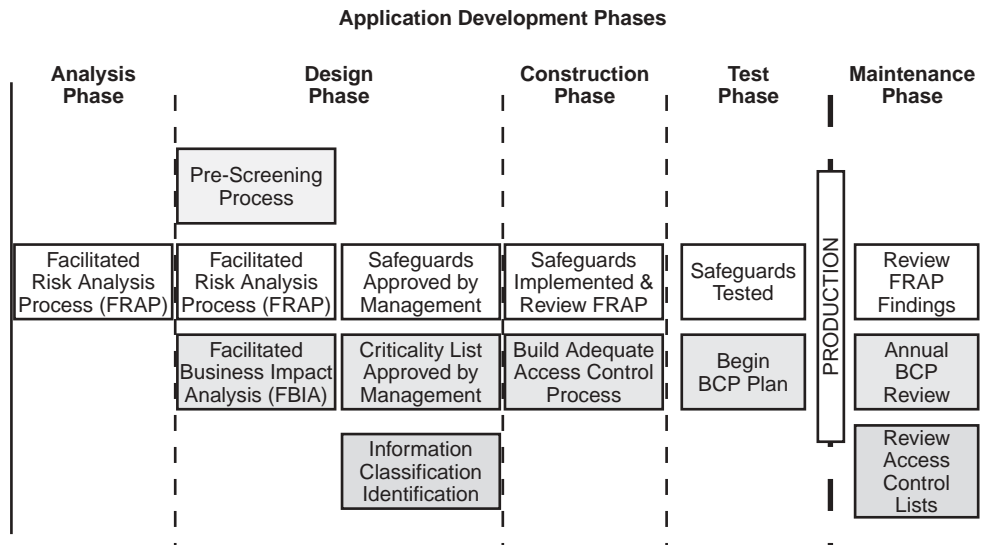 Application Development Phases
Analysis
Phase
Design
Phase
Construction
Phase
Test
Phase
Maintenance
Phase
Pre-Screening
Process
Facilitated
Risk Analysis
Process (FRAP)
Facilitated
Risk Analysis
Process (FRAP)
Safeguards
Approved by
Management
Safeguards
Implemented &
Review FRAP
Safeguards
Tested
PRODUCTION
Review
FRAP
Findings
Facilitated
Business Impact
Analysis (FBIA)
Criticality List
Approved by
Management
Build Adequate
Access Control
Process
Begin
BCP Plan
Annual
BCP
Review
Information
Classification
Identification
Review
Access
Control
Lists